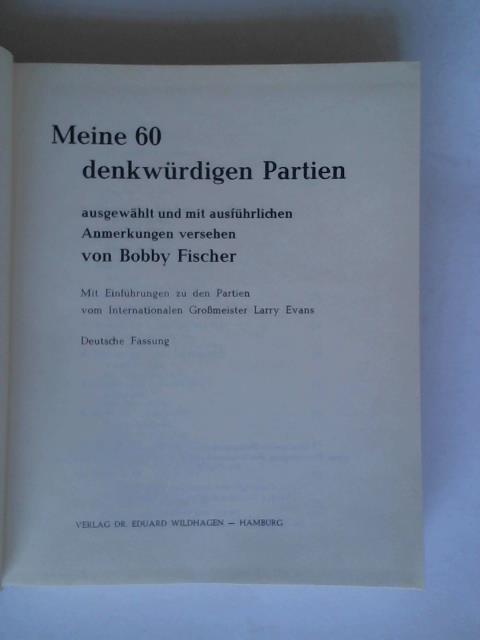 Meine 60
denkwürdigen Partien
ausgewählt und mit ausführlichen
Anmerkungen versehen
von Bobby Fischer
Mit Einführungen zu den Partien
vom Internationalen Großmeister Larry Evans
Deutsche Fassung
VERLAG DR. EDUARD WILDHAGEN — HAMBURG